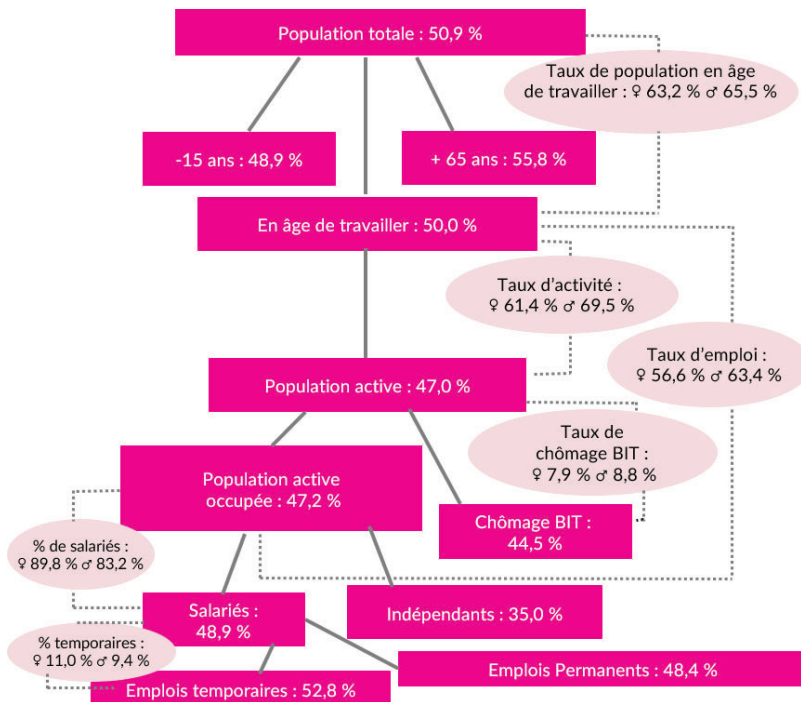 Population totale : 50,9 %
Taux de population en âge
de travailler : ♀ 63,2 % ♂ 65,5 %
-15 ans : 48,9 %
+ 65 ans : 55,8 %
En âge de travailler : 50,0 %
Taux d’activité :
♀ 61,4 % ♂ 69,5 %
Taux d’emploi :
♀ 56,6 % ♂ 63,4 %
Population active : 47,0 %
Taux de
chômage BIT :
♀ 7,9 % ♂ 8,8 %
Population active
occupée : 47,2 %
Chômage BIT :
44,5 %
% de salariés :
♀ 89,8 % ♂ 83,2 %
Salariés :
48,9 %
Indépendants : 35,0 %
% temporaires :
♀ 11,0 % ♂ 9,4 %
Emplois temporaires : 52,8 %
Emplois Permanents : 48,4 %